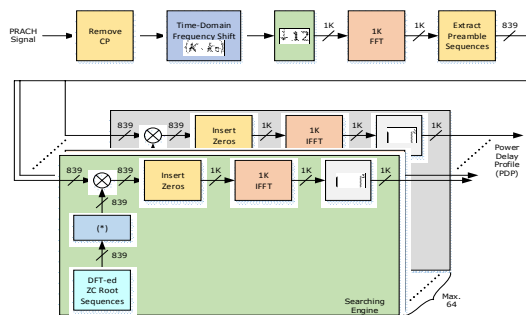 PRACH
Signal
Remove
CP
Time-Domain
Frequency Shift
1K
1K
FFT
1K
Extract
Preamble
Sequences
839
839
839
Insert
Zeros
1K
1K
IFFT
1K
1K
839
839
Insert
Zeros
1K
1K
IFFT
1K
1K
Power
Delay
Profile
(PDP)
839
(*)
839
DFT-ed
ZC Root
Sequences
Searching
Engine
Max.
64